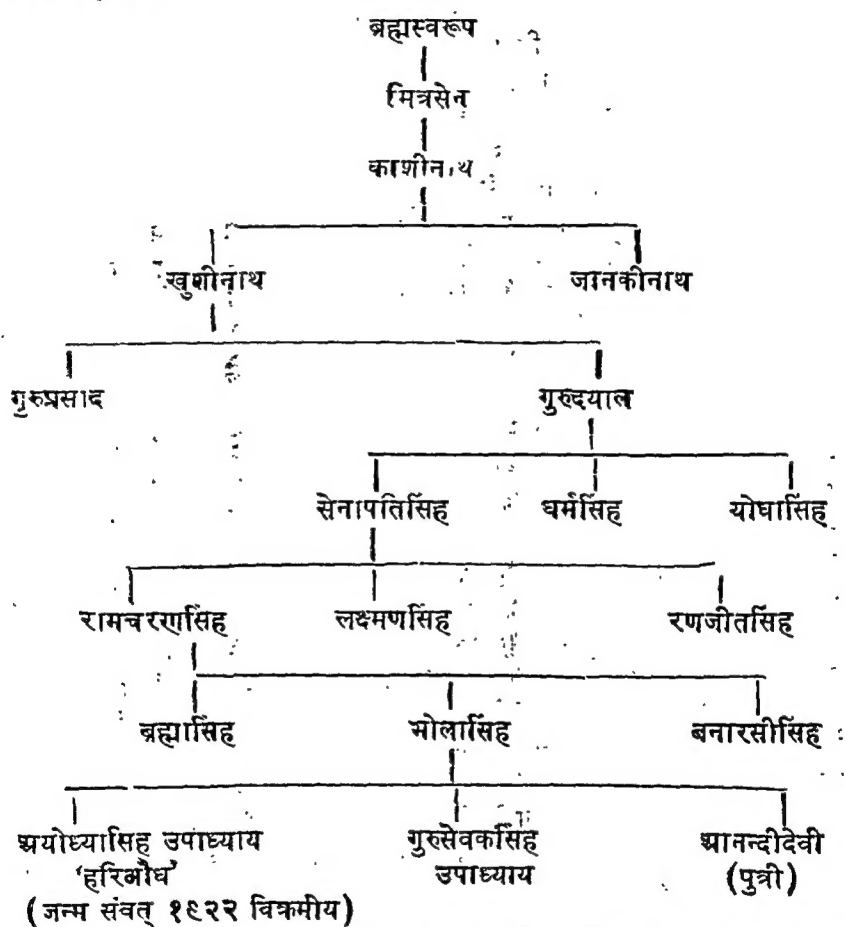 ब्रह्मस्वरूप
मित्रसेन
काशीनाथ
खुशीनाथ जानकीनाथ
गुरुप्रसाद गुरुदयाल
सेनापतिसिंह धर्मसिंह योधासिंह
रामचरणसिंह लक्ष्मणसिंह रणजीतसिंह
ब्रह्मासिंह भोलासिंह बनारसीसिंह
अयोध्यासिंह उपाध्याय गुरुसेवकसिंह आनन्दीदेवी
'हरिऔध' उपाध्याय (पुत्री)
(जन्म संवत् १९२२ विक्रमीय)